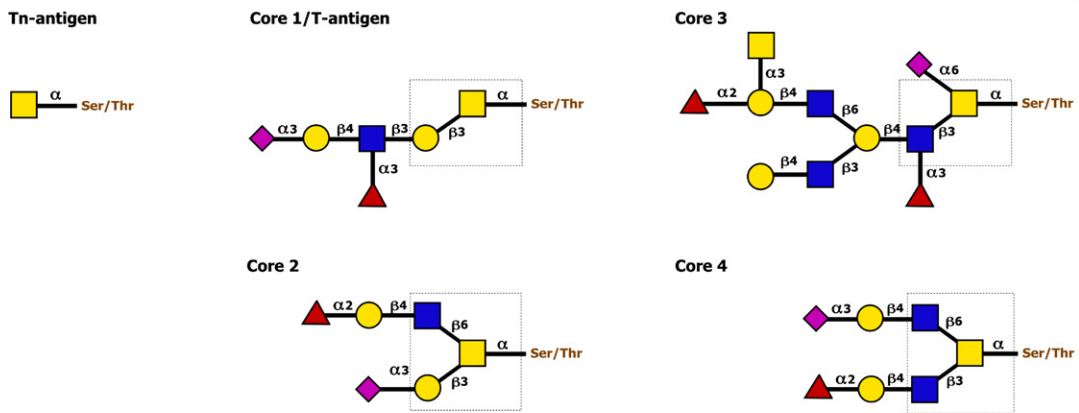 Tn-antigen
α
Ser/Thr
Core 1/T-antigen
α3 β4 β3 β3 α
Ser/Thr
α3
Core 3
α3
α6
α2 β4 β6
α
Ser/Thr
β4 β3
β4 β3
α3
Core 2
α2 β4 β6
α
Ser/Thr
α3 β3
Core 4
α3 β4 β6
α
Ser/Thr
α2 β4 β3